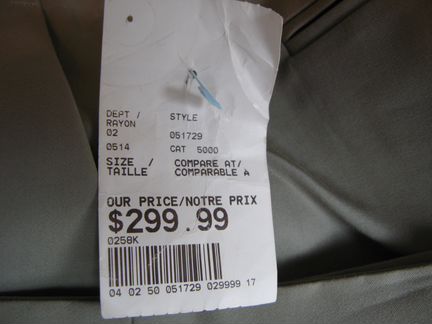 DEPT / STYLE
RAYON
02 051729
0514 CAT 5000
SIZE / COMPARE AT/
TAILLE COMPARABLE A
OUR PRICE/NOTRE PRIX
$299.99
0258K
04 02 50 051729 029999 17